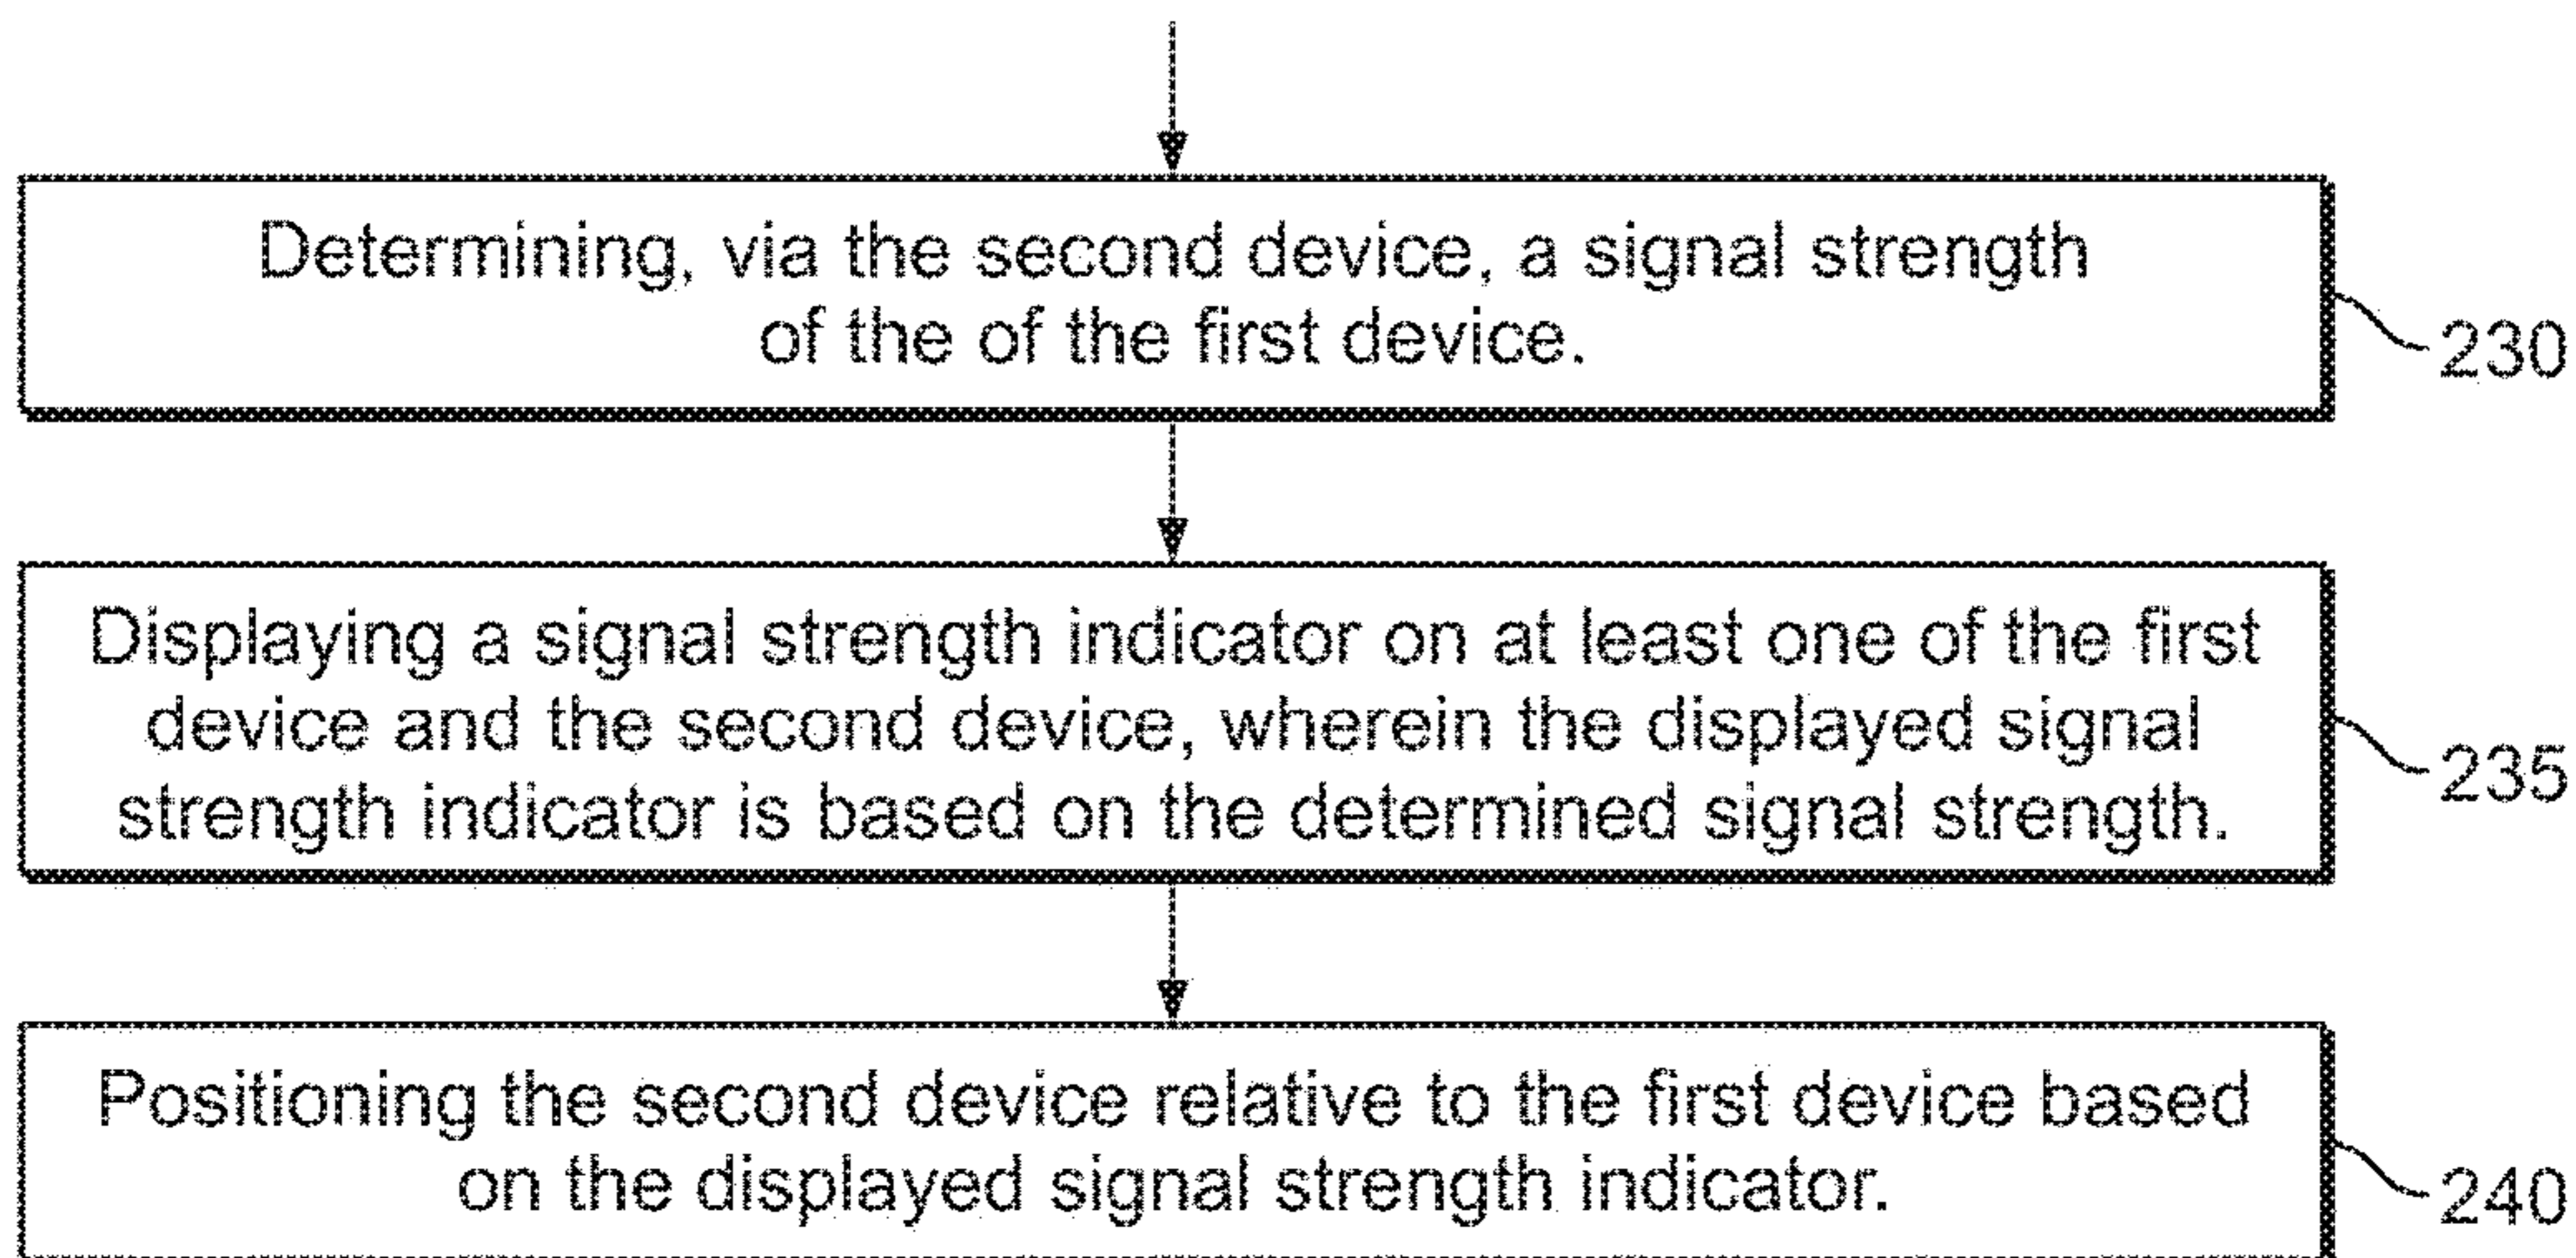 Determining, via the second device, a signal strength
of the of the first device.
230
Displaying a signal strength indicator on at least one of the first
device and the second device, wherein the displayed signal
strength indicator is based on the determined signal strength.
235
Positioning the second device relative to the first device based
on the displayed signal strength indicator.
240